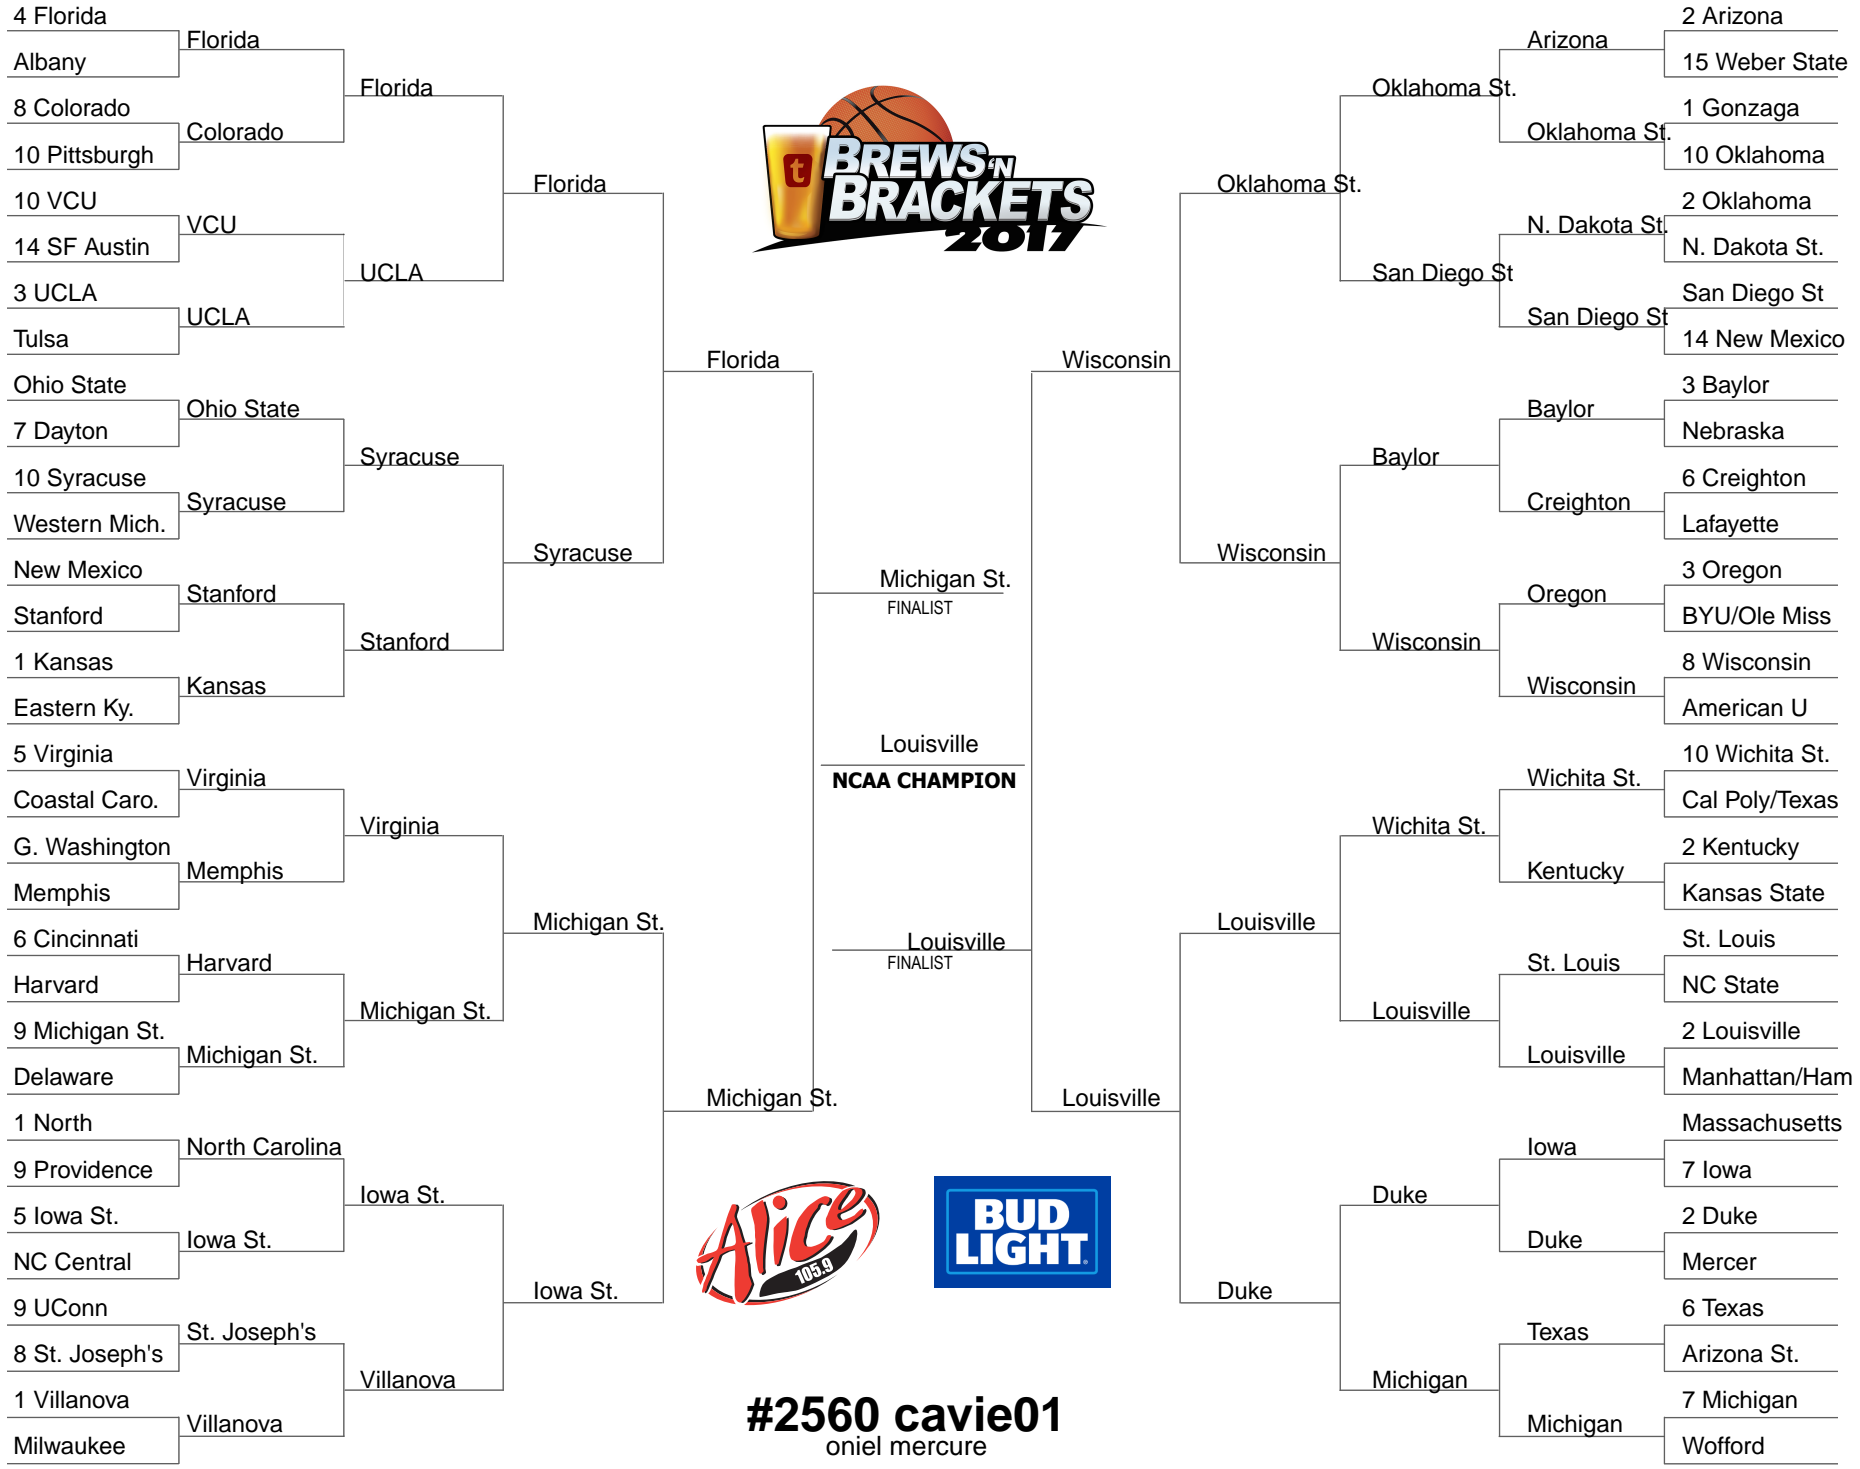 4 Florida
Albany
8 Colorado
10 Pittsburgh
10 VCU
14 SF Austin
3 UCLA
Tulsa
Ohio State
7 Dayton
10 Syracuse
Western Mich.
New Mexico
Stanford
1 Kansas
Eastern Ky.
5 Virginia
Coastal Caro.
G. Washington
Memphis
6 Cincinnati
Harvard
9 Michigan St.
Delaware
1 North
9 Providence
5 Iowa St.
NC Central
9 UConn
8 St. Joseph's
1 Villanova
Milwaukee
Florida
Colorado
VCU
UCLA
Ohio State
Syracuse
Stanford
Kansas
Virginia
Memphis
Harvard
Michigan St.
North Carolina
Iowa St.
St. Joseph's
Villanova
Florida
UCLA
Syracuse
Stanford
Virginia
Michigan St.
Iowa St.
Villanova
Florida
Syracuse
Michigan St.
Iowa St.
Florida
Michigan St.
t
BREWS 'N
BRACKETS
2017
Michigan St.
FINALIST
Louisville
NCAA CHAMPION
Louisville
FINALIST
Alice
105.9
BUD
LIGHT
#2560 cavie01
oniel mercure
Wisconsin
Louisville
Oklahoma St.
Wisconsin
Louisville
Duke
Oklahoma St.
San Diego St
Baylor
Wisconsin
Wichita St.
Louisville
Duke
Michigan
Arizona
Oklahoma St.
N. Dakota St.
San Diego St
Baylor
Creighton
Oregon
Wisconsin
Wichita St.
Kentucky
St. Louis
Louisville
Iowa
Duke
Texas
Michigan
2 Arizona
15 Weber State
1 Gonzaga
10 Oklahoma
2 Oklahoma
N. Dakota St.
San Diego St
14 New Mexico
3 Baylor
Nebraska
6 Creighton
Lafayette
3 Oregon
BYU/Ole Miss
8 Wisconsin
American U
10 Wichita St.
Cal Poly/Texas
2 Kentucky
Kansas State
St. Louis
NC State
2 Louisville
Manhattan/Ham
Massachusetts
7 Iowa
2 Duke
Mercer
6 Texas
Arizona St.
7 Michigan
Wofford